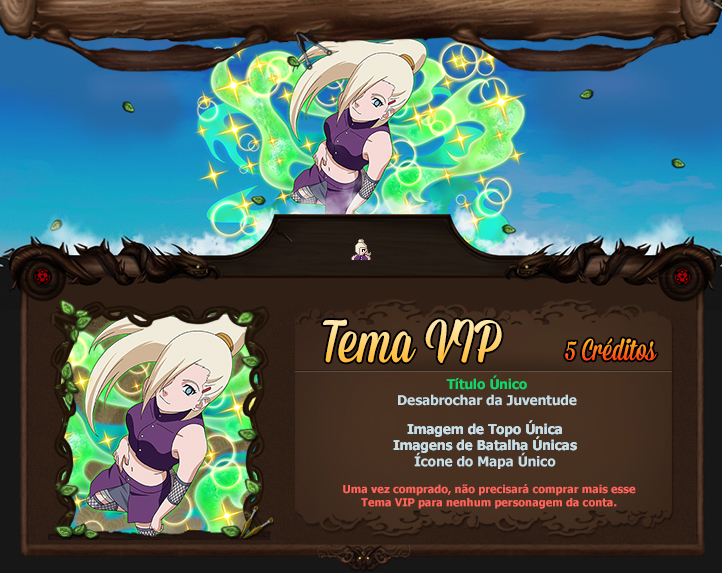 Tema VIP
5 Créditos
Título Único
Desabrochar da Juventude
Imagem de Topo Única
Imagens de Batalha Únicas
Ícone do Mapa Único
Uma vez comprado, não precisará comprar mais esse
Tema VIP para nenhum personagem da conta.